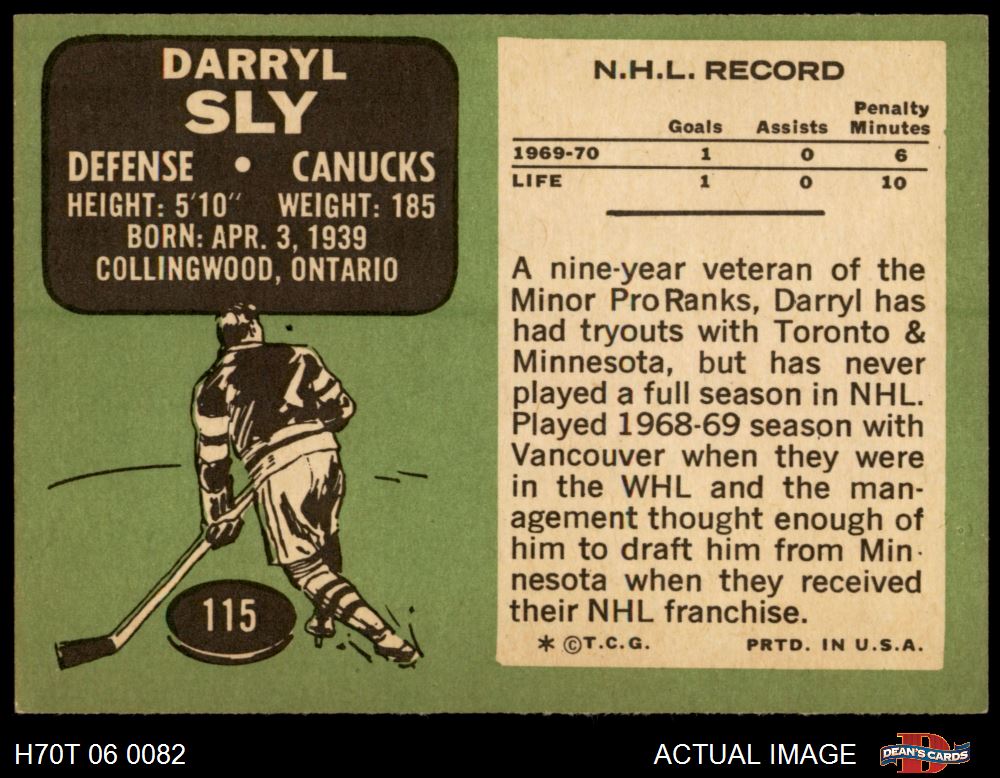 DARRYL
SLY
DEFENSE • CANUCKS
HEIGHT: 5'10" WEIGHT: 185
BORN: APR. 3, 1939
COLLINGWOOD, ONTARIO
115
N.H.L. RECORD
Goals Assists Penalty Minutes
1969-70 1 0 6
LIFE 1 0 10
A nine-year veteran of the
Minor Pro Ranks, Darryl has
had tryouts with Toronto &
Minnesota, but has never
played a full season in NHL.
Played 1968-69 season with
Vancouver when they were
in the WHL and the man-
agement thought enough of
him to draft him from Min-
nesota when they received
their NHL franchise.
* ©T.C.G. PRTD. IN U.S.A.
H70T 06 0082 ACTUAL IMAGE DEAN'S CARDS